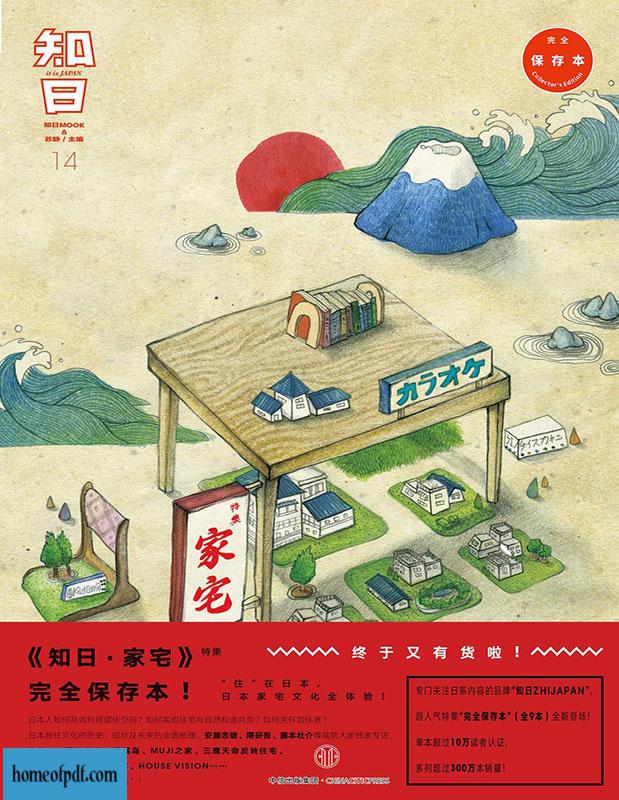 知日
it is JAPAN
知日MOOK
苏静 / 主编
14
完全
保存本
Collector's Edition
カラオケ
特集
家宅
《知日·家宅》特集
完全保存本！
“住”在日本，
日本家宅文化全体验！
终于又有货啦！
日本人如何高效利用居住空间？如何实现住宅与自然和谐共生？如何关怀居住者？
日本居住文化的历史、现状及未来的全面梳理，安藤忠雄、隈研吾、藤本壮介等建筑大家独家专访，
岛、MUJI之家、三鹰天命反转住宅、
、HOUSE VISION……
专门关注日系内容的品牌“知日ZHIJAPAN”，
超人气特集“完全保存本”（全9本）全新登场！
单本超过10万读者认证，
系列超过300万本销量！
中信出版集团·CHINACITICPRESS
homeofpdf.com